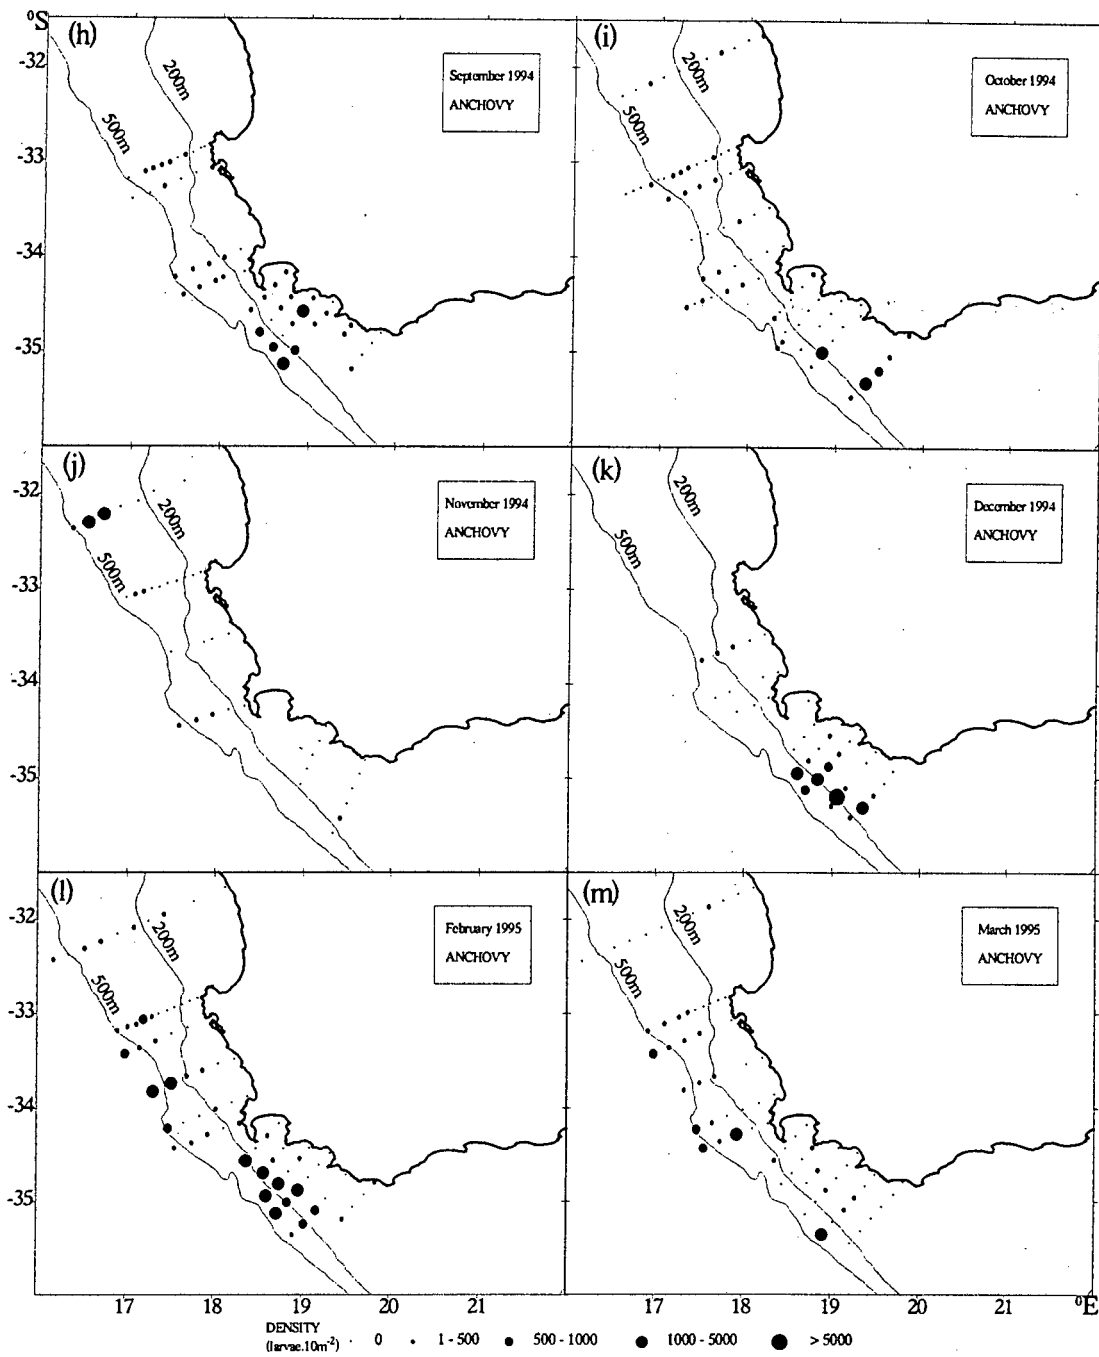 ⁰S (h) (i)
-32 200m 200m
September 1994
ANCHOVY
October 1994
ANCHOVY
500m 500m
-33
-34
-35
(j) (k)
-32 200m 200m
November 1994
ANCHOVY
December 1994
ANCHOVY
500m 500m
-33
-34
-35
(l) (m)
-32 200m 200m
February 1995
ANCHOVY
March 1995
ANCHOVY
500m 500m
-33
-34
-35
17 18 19 20 21 17 18 19 20 21 ⁰E
DENSITY
(larvae.10m⁻² 0 1 - 500 500 - 1000 1000 - 5000 > 5000